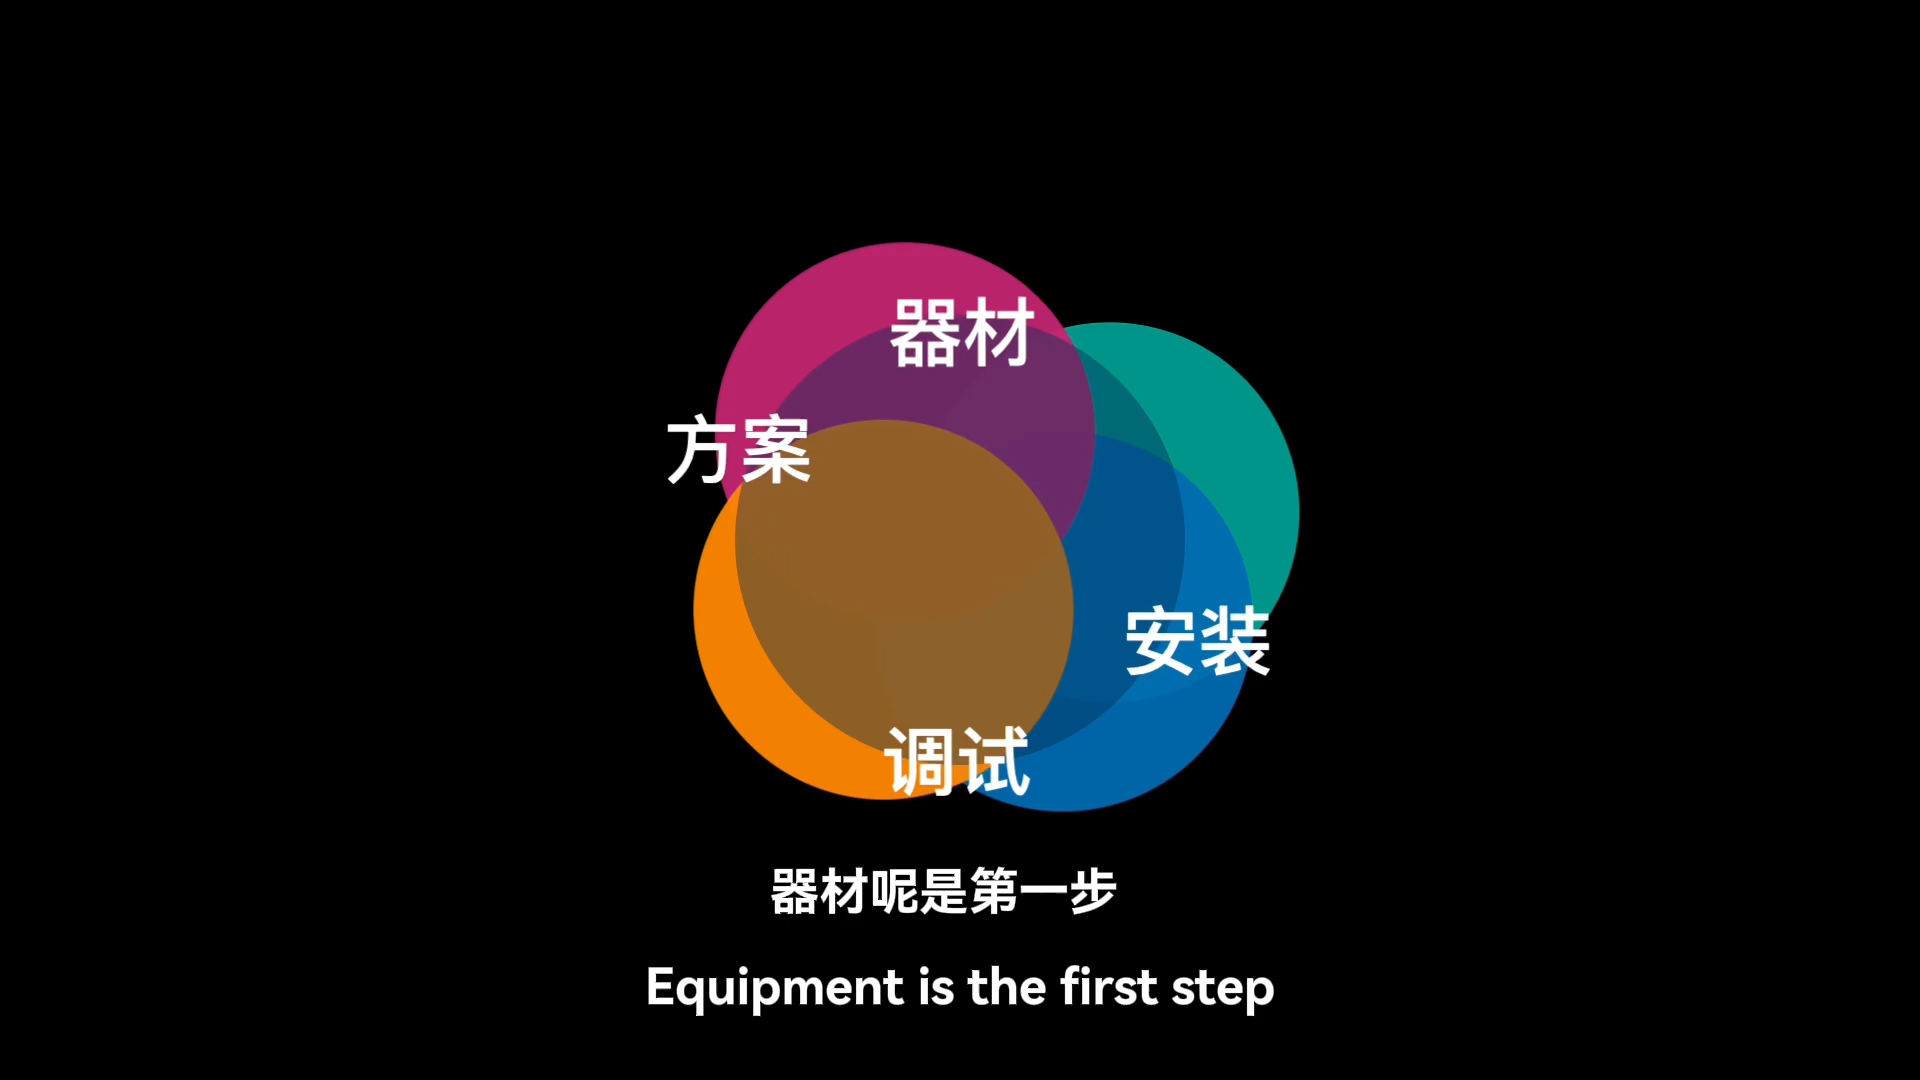 器材
方案
安装
调试
器材呢是第一步
Equipment is the first step